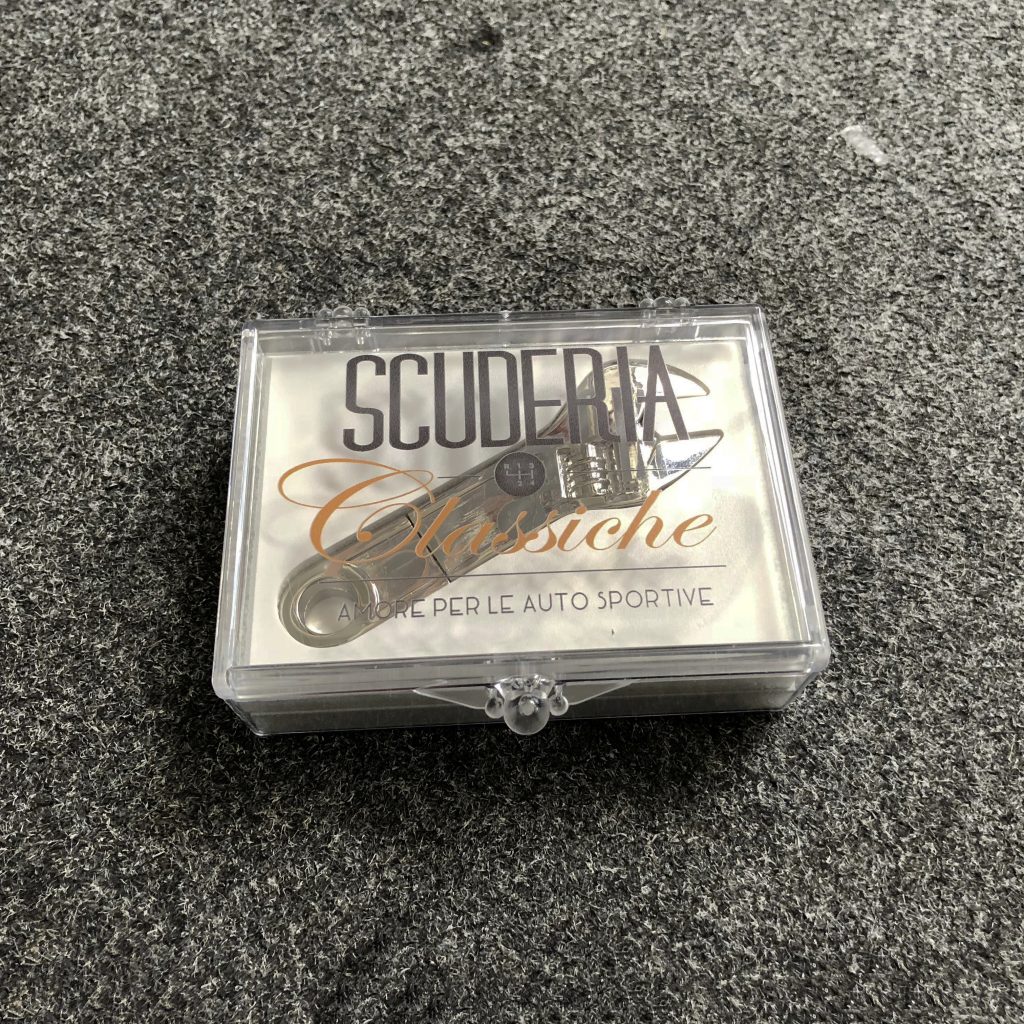 SCUDERIA
Classiche
AMORE PER LE AUTO SPORTIVE